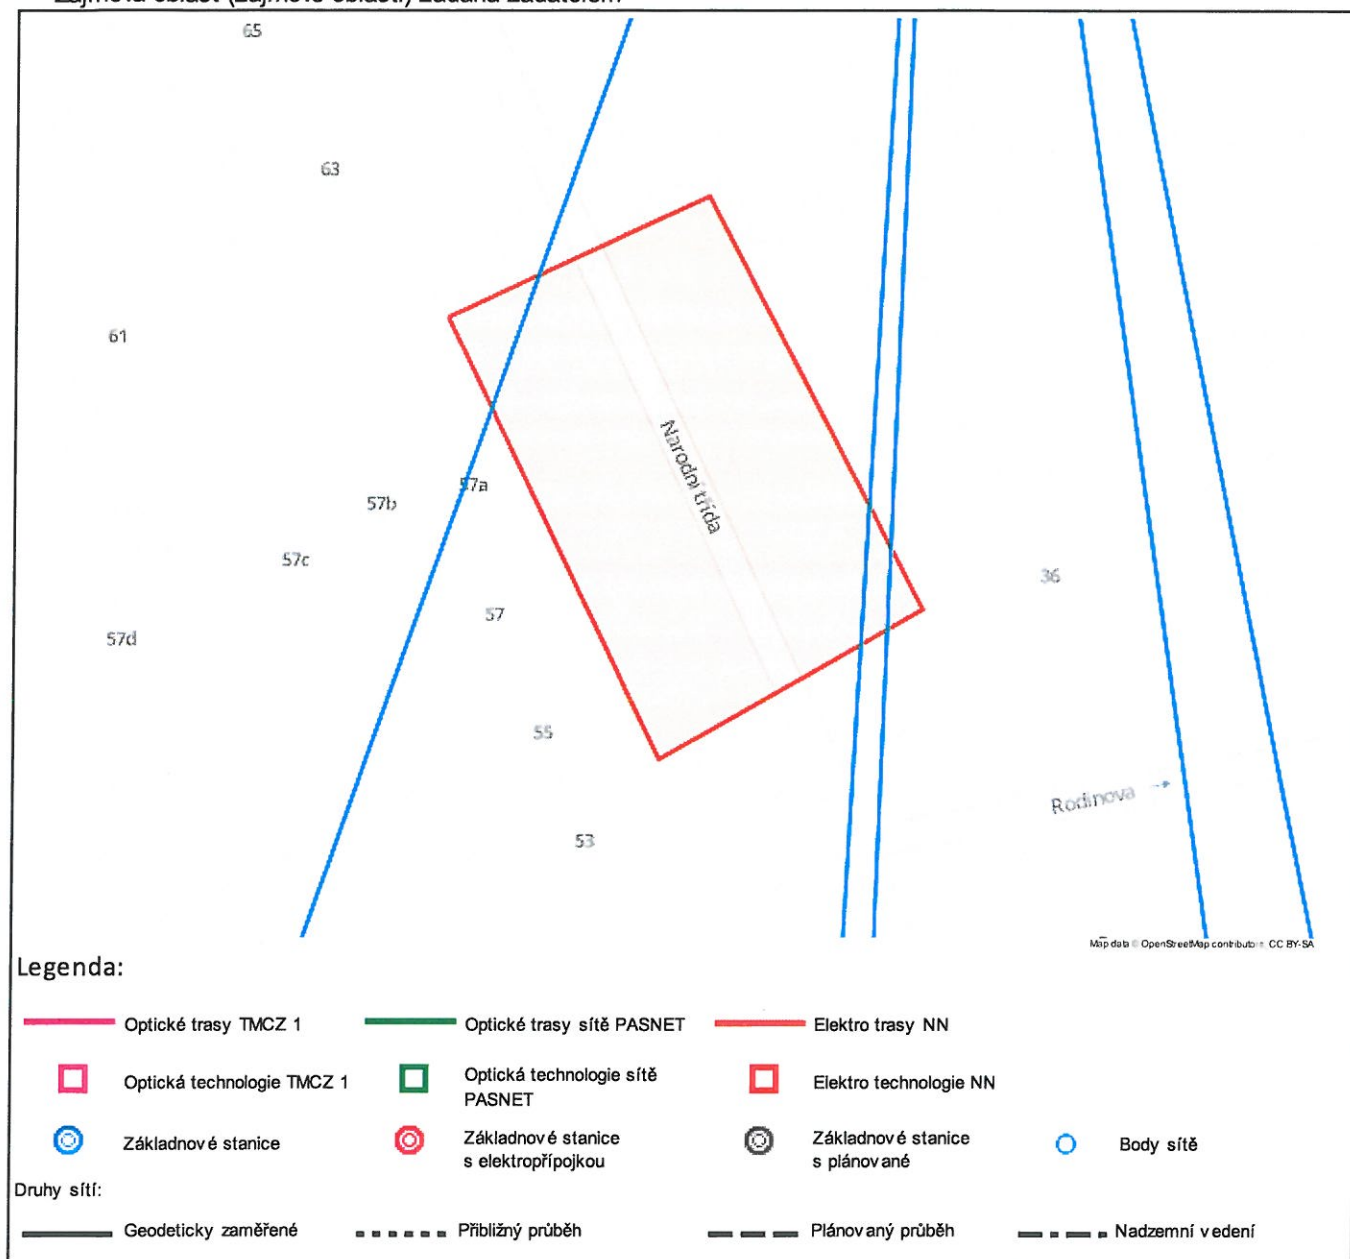 65
63
61
Národní třída
57a
57b
57c
36
57
57d
55
Rodinova
53
Map data © OpenStreetMap contributors, CC BY-SA
Legenda:
Optické trasy TMCZ 1
Optické trasy sítě PASNET
Elektro trasy NN
Optická technologie TMCZ 1
Optická technologie sítě
PASNET
Elektro technologie NN
Základnové stanice
Základnové stanice
s elektropřípojkou
Základnové stanice
s plánované
Body sítě
Druhy sítí:
Geodeticky zaměřené
Přibližný průběh
Plánovaný průběh
Nadzemní vedení